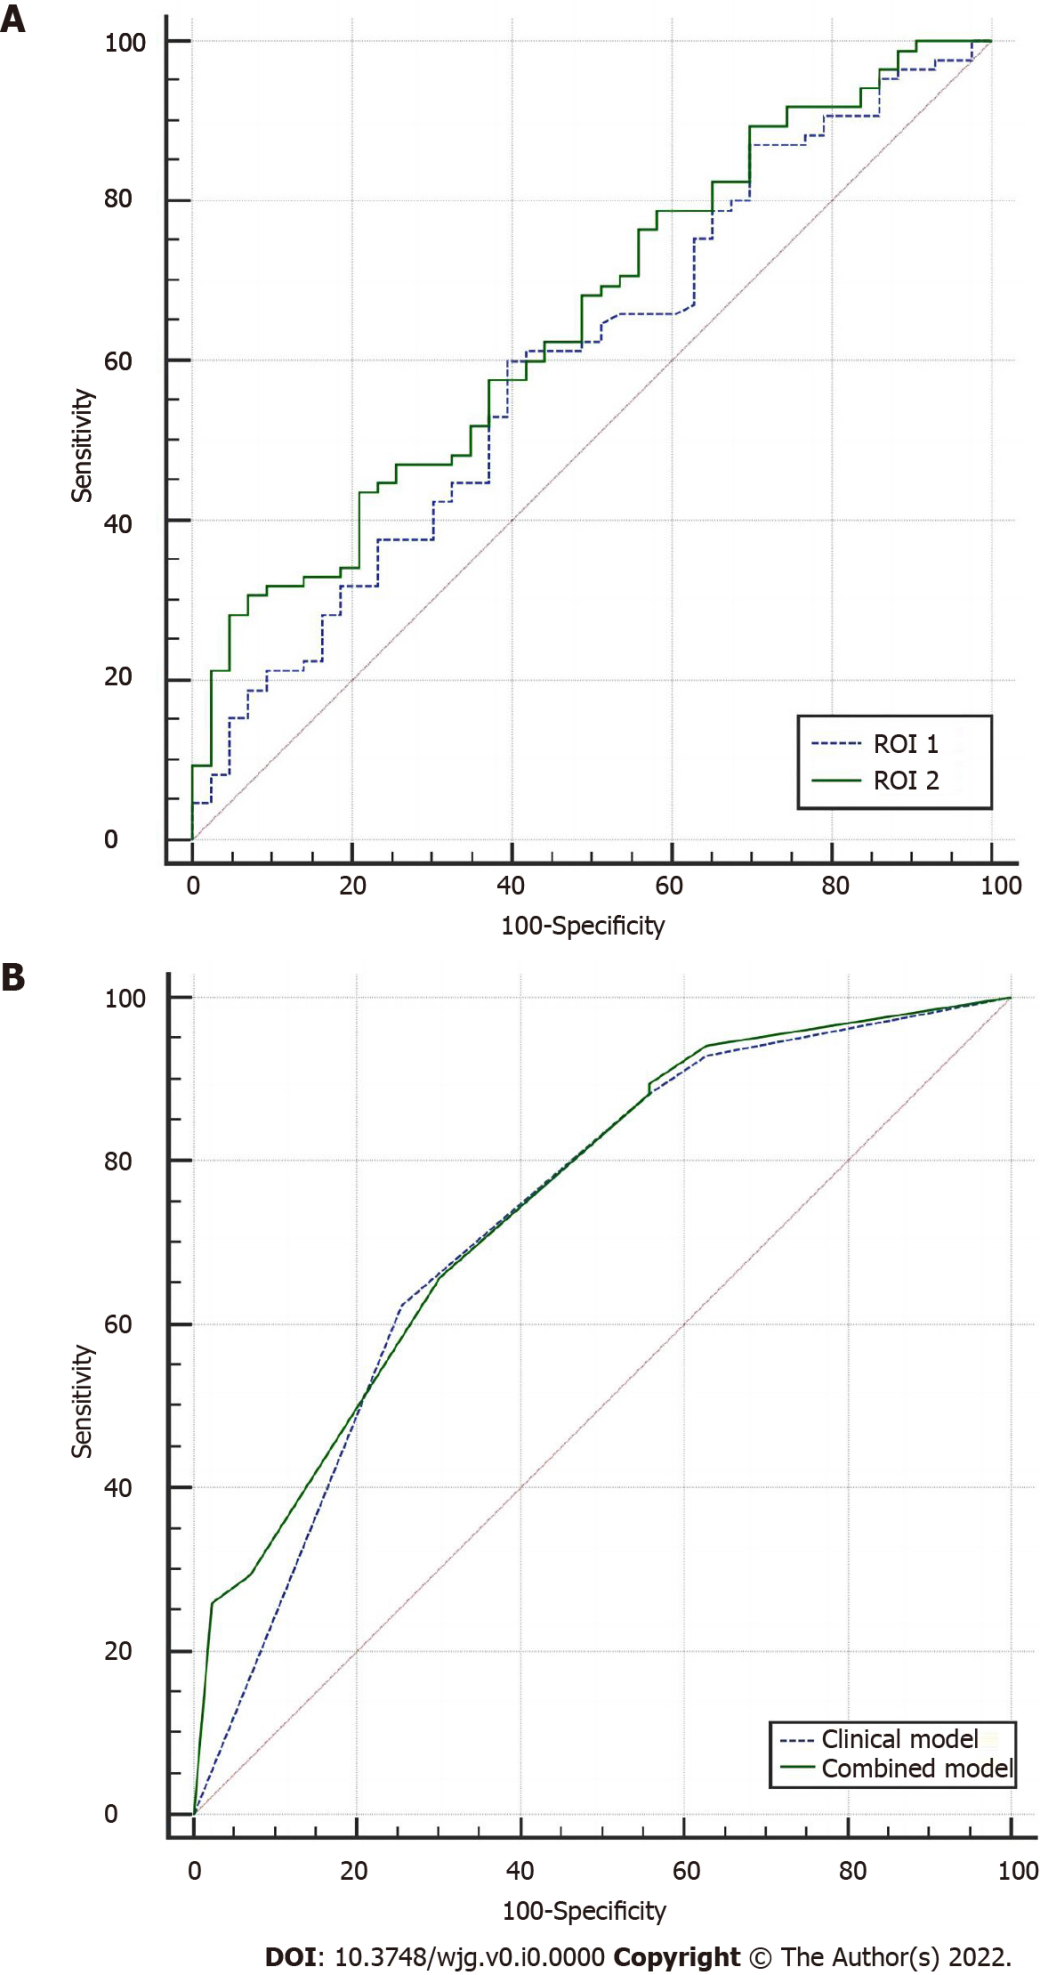 A
100
80
60
40
20
0
Sensitivity
0 20 40 60 80 100
100-Specificity
ROI 1
ROI 2
B
100
80
60
40
20
0
Sensitivity
0 20 40 60 80 100
100-Specificity
Clinical model
Combined model
DOI: 10.3748/wjg.v0.i0.0000 Copyright © The Author(s) 2022.